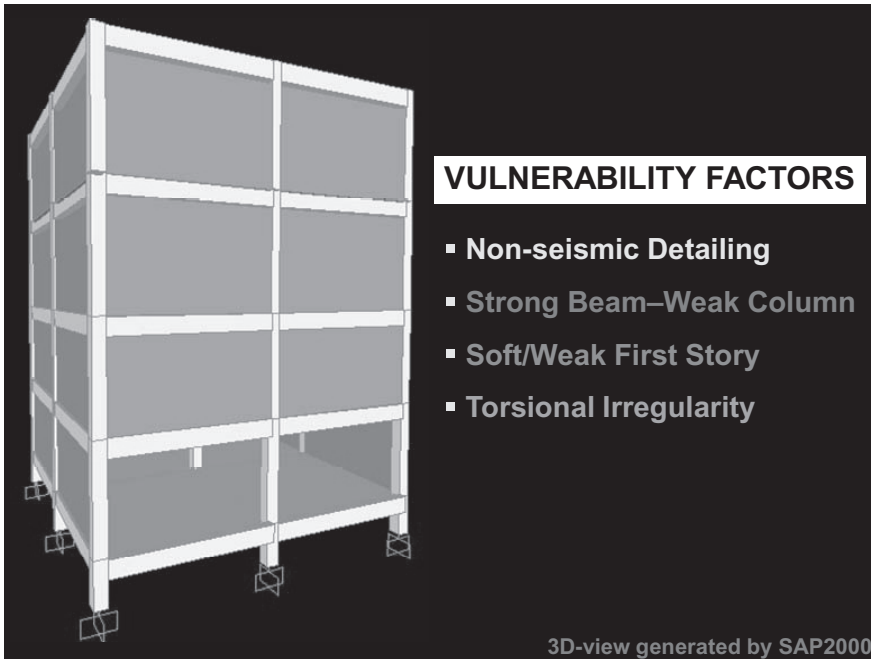 VULNERABILITY FACTORS
▪ Non-seismic Detailing
▪ Strong Beam–Weak Column
▪ Soft/Weak First Story
▪ Torsional Irregularity
3D-view generated by SAP2000